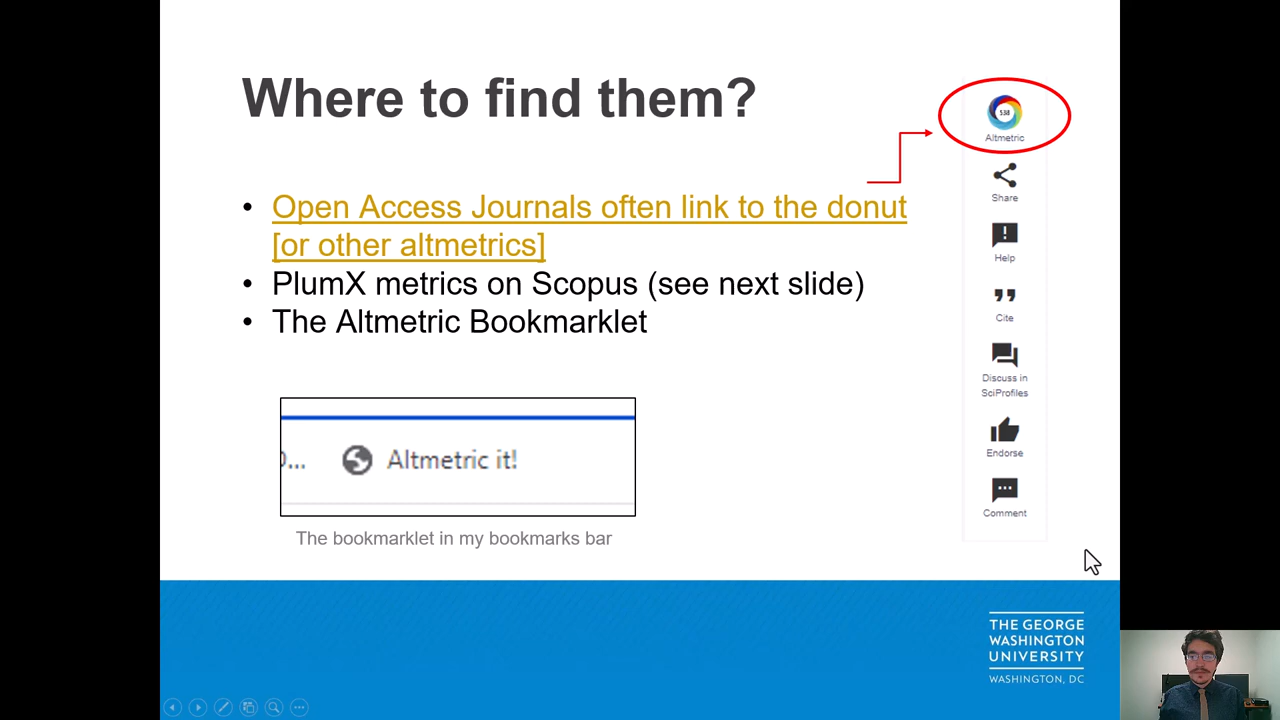 Where to find them?
538
Altmetric
Share
Help
Cite
Discuss in
SciProfiles
Endorse
Comment
• Open Access Journals often link to the donut
[or other altmetrics]
• PlumX metrics on Scopus (see next slide)
• The Altmetric Bookmarklet
Altmetric it!
The bookmarklet in my bookmarks bar
THE GEORGE
WASHINGTON
UNIVERSITY
WASHINGTON, DC